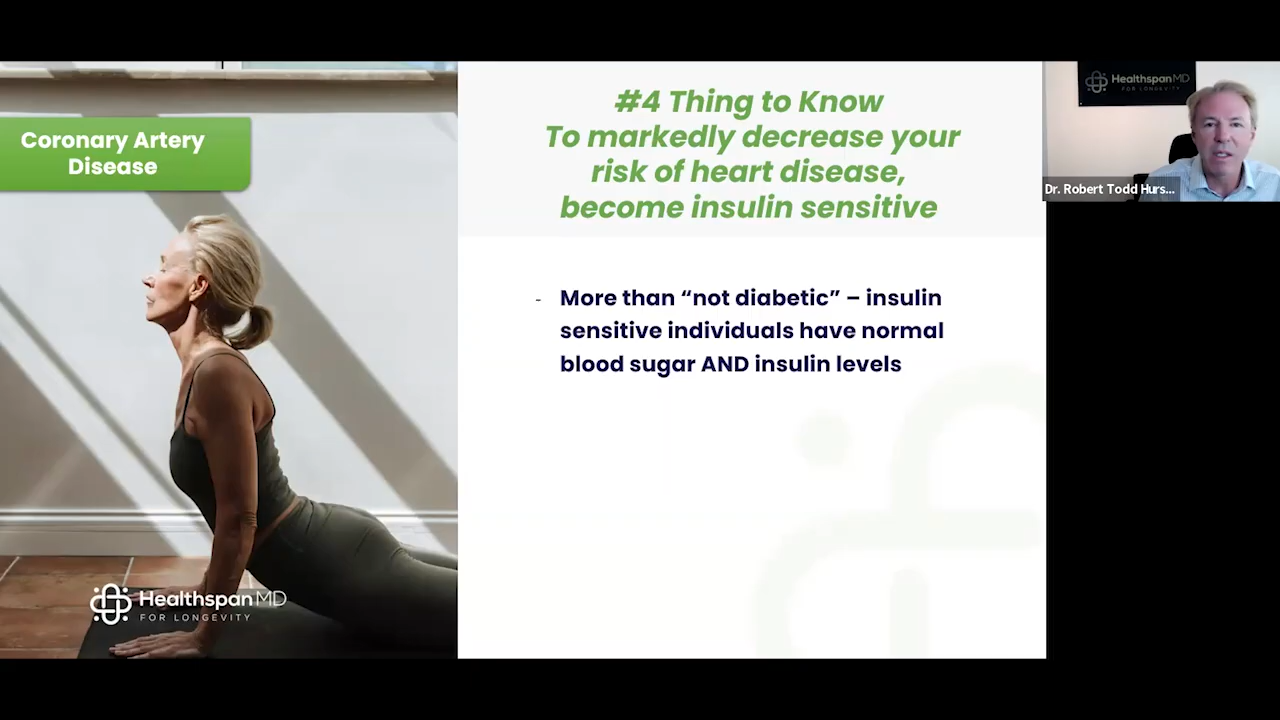 Coronary Artery
Disease
#4 Thing to Know
To markedly decrease your
risk of heart disease,
become insulin sensitive
- More than “not diabetic” – insulin
sensitive individuals have normal
blood sugar AND insulin levels
HealthspanMD
FOR LONGEVITY
HealthspanMD
FOR LONGEVITY
Dr. Robert Todd Hurs...